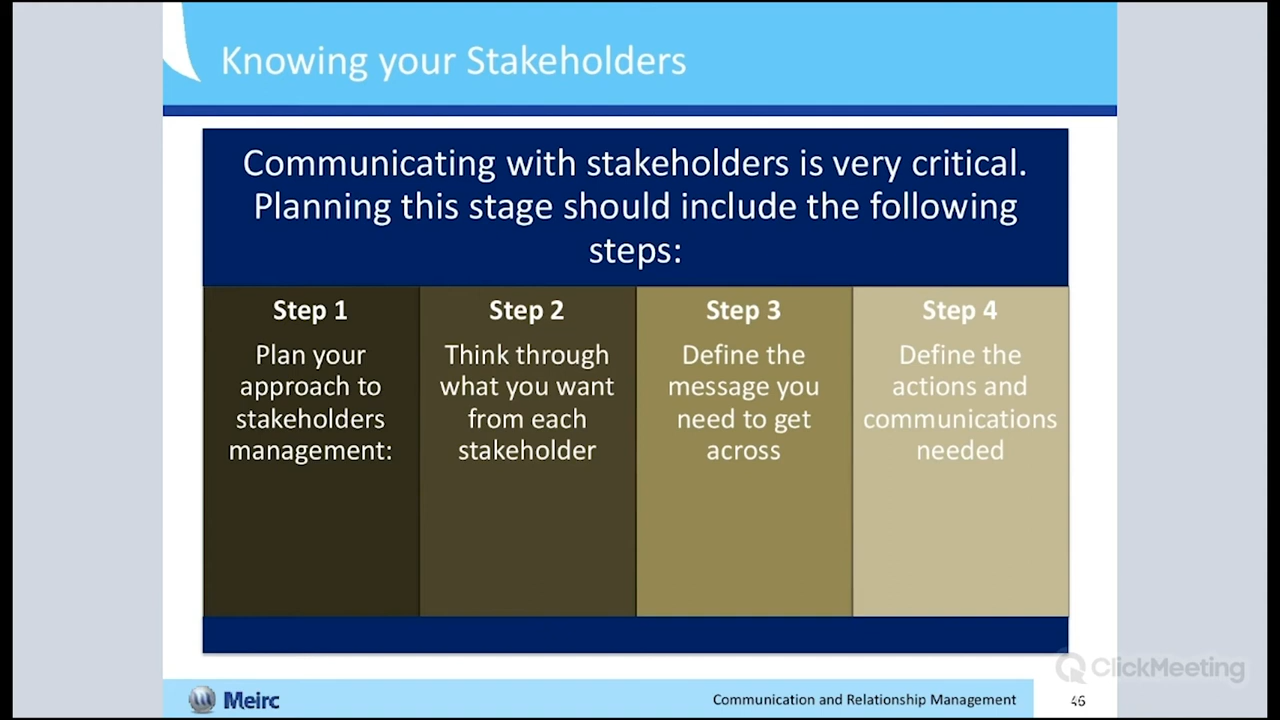 Knowing your Stakeholders
Communicating with stakeholders is very critical.
Planning this stage should include the following
steps:
Step 1
Plan your
approach to
stakeholders
management:
Step 2
Think through
what you want
from each
stakeholder
Step 3
Define the
message you
need to get
across
Step 4
Define the
actions and
communications
needed
ClickMeeting
Meirc
Communication and Relationship Management
46